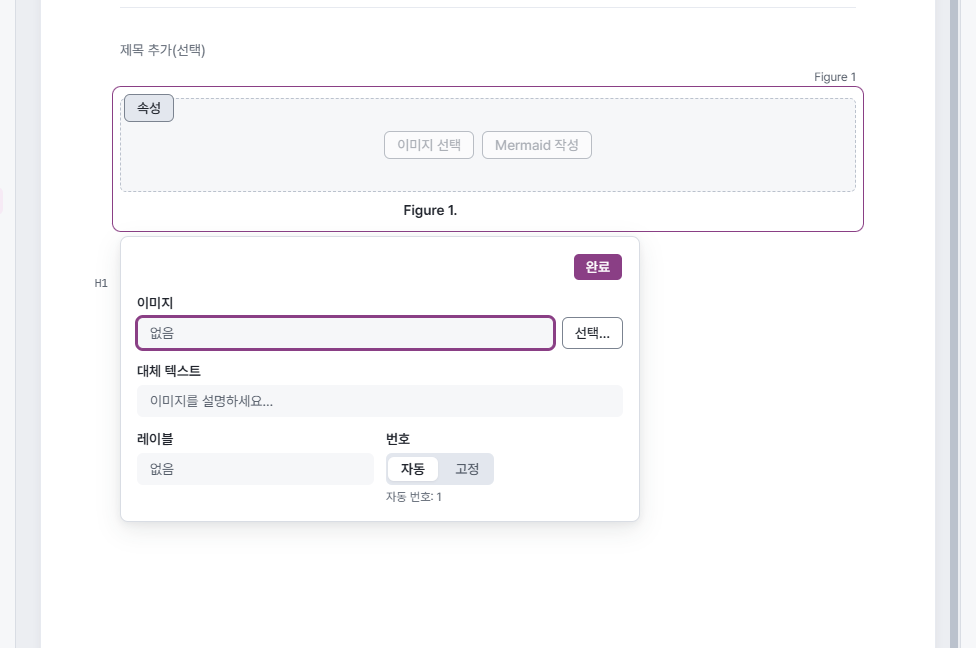 제목 추가(선택)
Figure 1
속성
이미지 선택
Mermaid 작성
Figure 1.
완료
H1
이미지
없음
선택...
대체 텍스트
이미지를 설명하세요...
레이블
번호
없음
자동
고정
자동 번호: 1